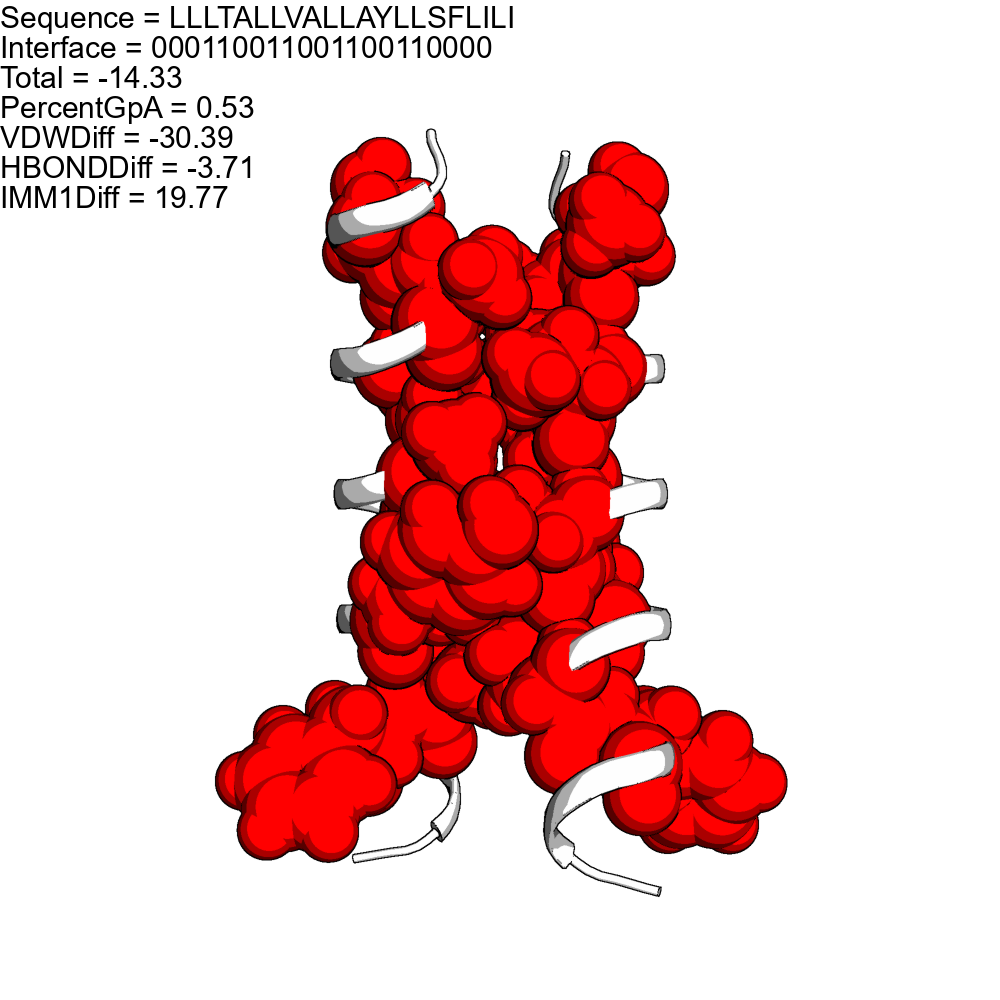 Sequence = LLLTALLVALLAYLLSFLILI
Interface = 000110011001100110000
Total = -14.33
PercentGpA = 0.53
VDWDiff = -30.39
HBONDDiff = -3.71
IMM1Diff = 19.77